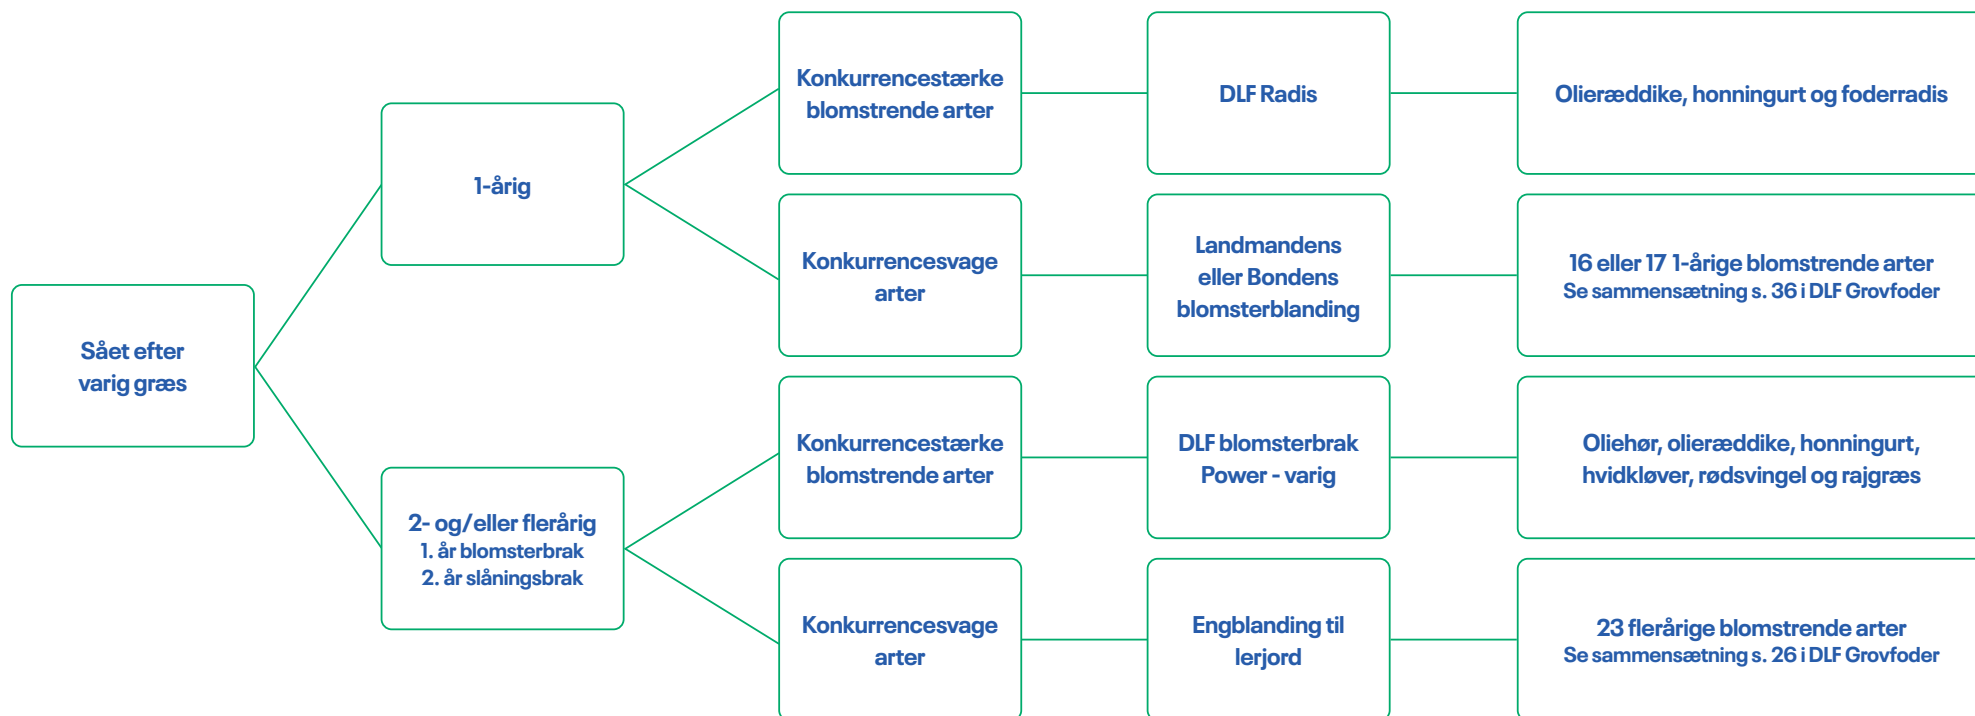 Sået efter
varig græs
1-årig
Konkurrencestærke
blomstrende arter
DLF Radis
Olieræddike, honningurt og foderradis
Konkurrencesvage
arter
Landmandens
eller Bondens
blomsterblanding
16 eller 17 1-årige blomstrende arter
Se sammensætning s. 36 i DLF Grovfoder
2- og/eller flerårig
1. år blomsterbrak
2. år slåningsbrak
Konkurrencestærke
blomstrende arter
DLF blomsterbrak
Power - varig
Oliehør, olieræddike, honningurt,
hvidkløver, rødsvingel og rajgræs
Konkurrencesvage
arter
Engblanding til
lerjord
23 flerårige blomstrende arter
Se sammensætning s. 26 i DLF Grovfoder